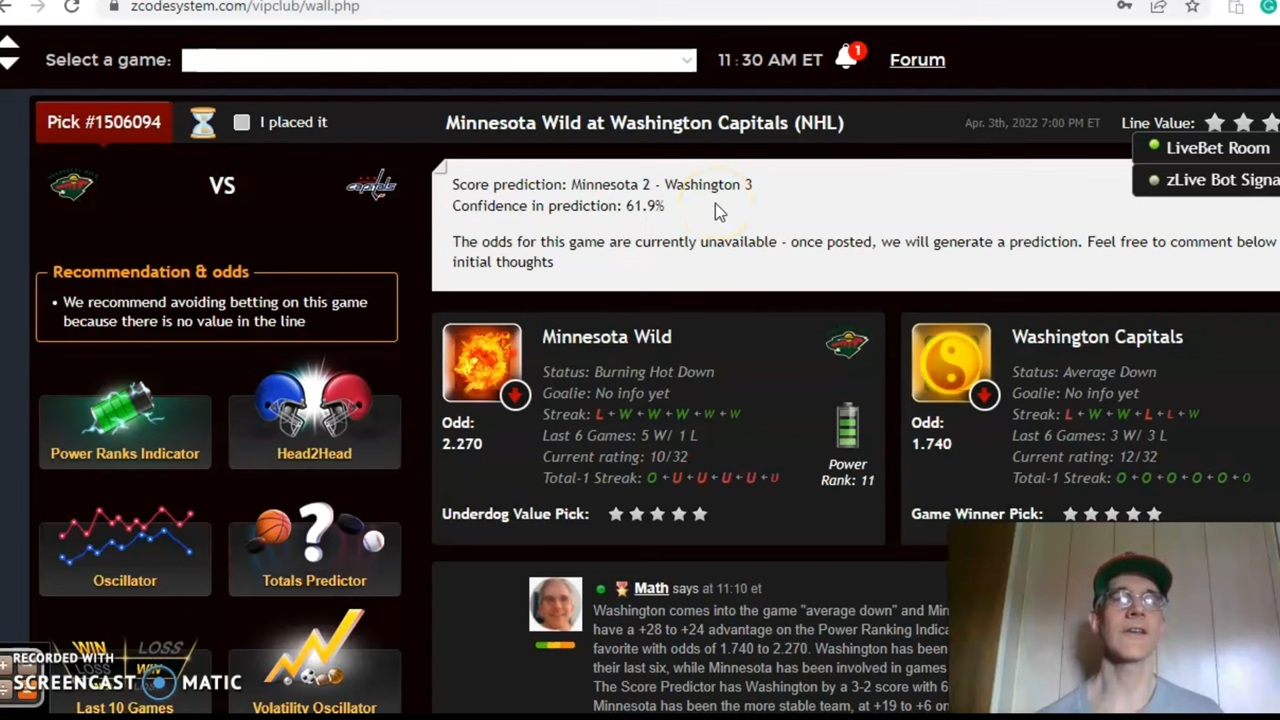 zcodesystem.com/vipclub/wall.php
Select a game:
11:30 AM ET
1
Forum
Pick #1506094
I placed it
Minnesota Wild at Washington Capitals (NHL)
Apr. 3th, 2022 7:00 PM ET
Line Value:
LiveBet Room
zLive Bot Signa
VS
capitals
Score prediction: Minnesota 2 - Washington 3
Confidence in prediction: 61.9%
The odds for this game are currently unavailable - once posted, we will generate a prediction. Feel free to comment below
initial thoughts
Recommendation & odds
• We recommend avoiding betting on this game
because there is no value in the line
Power Ranks Indicator
Head2Head
Oscillator
Totals Predictor
WIN
LOSS
LOSS
WIN
Last 10 Games
Volatility Oscillator
Minnesota Wild
Status: Burning Hot Down
Goalie: No info yet
Streak: L ← W ← W ← W ← W ← W
Last 6 Games: 5 W/ 1 L
Current rating: 10/32
Total-1 Streak: O ← U ← U ← U ← U ← U
Odd:
2.270
Power
Rank: 11
Underdog Value Pick:
Washington Capitals
Status: Average Down
Goalie: No info yet
Streak: L ← W ← W ← L ← L ← W
Last 6 Games: 3 W/ 3 L
Current rating: 12/32
Total-1 Streak: O ← O ← O ← O ← O ← O
Odd:
1.740
Game Winner Pick:
Math says at 11:10 et
Washington comes into the game "average down" and Min
have a +28 to +24 advantage on the Power Ranking Indica
favorite with odds of 1.740 to 2.270. Washington has been
their last six, while Minnesota has been involved in games
The Score Predictor has Washington by a 3-2 score with 6
Minnesota has been the more stable team, at +19 to +6 on
RECORDED WITH
SCREENCAST MATIC